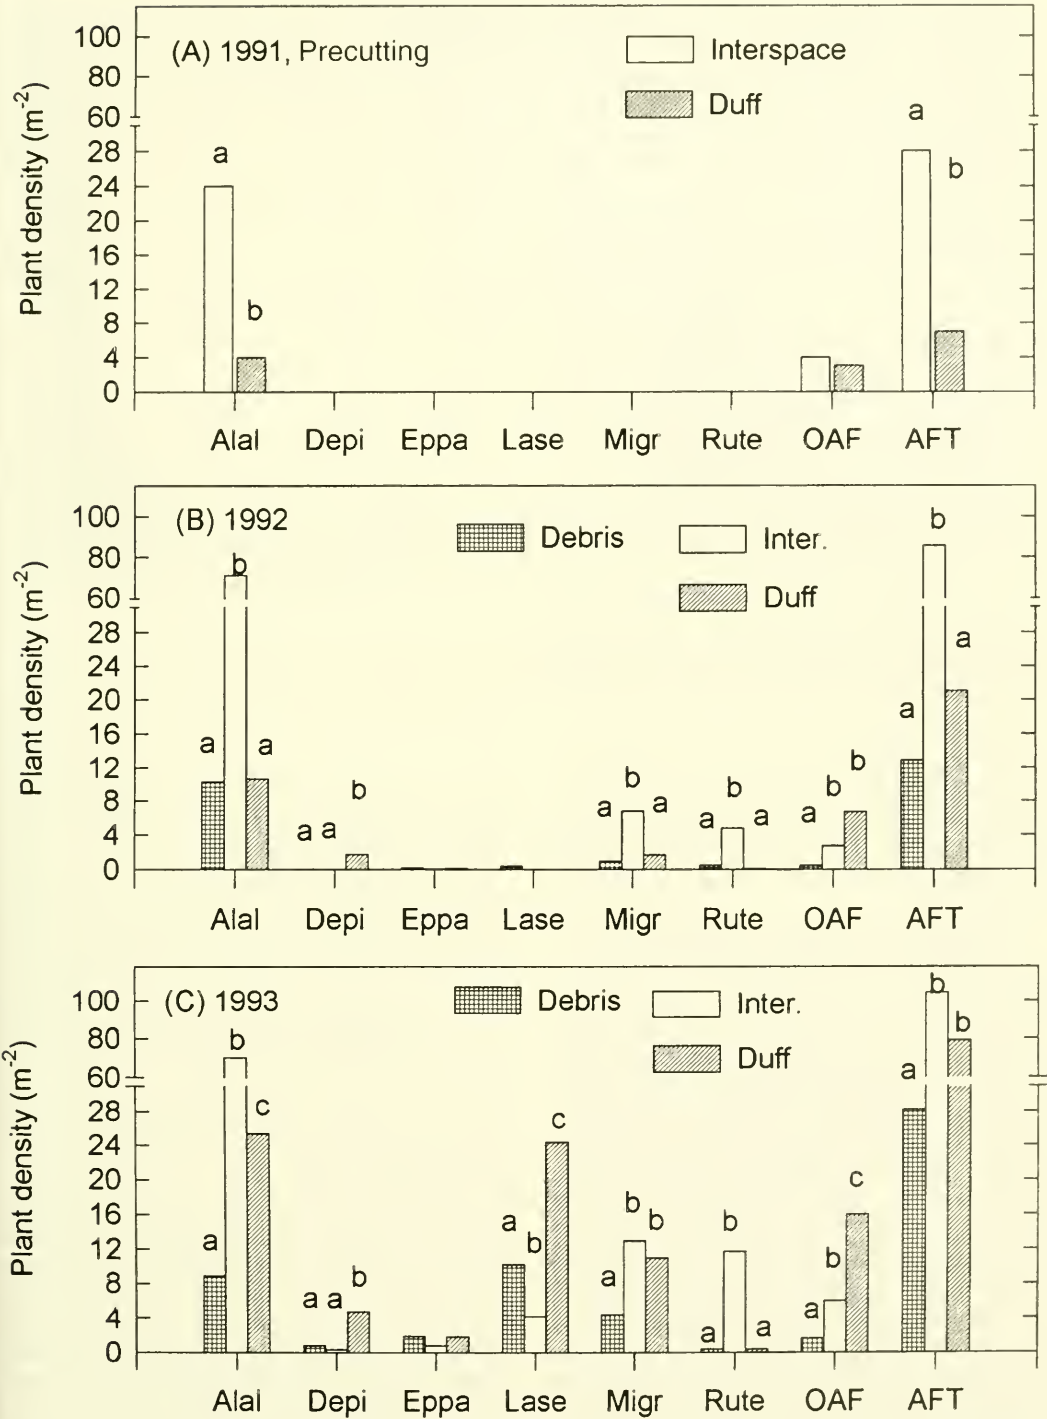 (A) 1991, Precutting
Interspace
Duff
Plant density (m-2)
100
80
60
28
24
20
16
12
8
4
0
a
b
a
b
Alal Depi Eppa Lase Migr Rute OAF AFT
(B) 1992
Debris
Inter.
Duff
Plant density (m-2)
100
80
60
28
24
20
16
12
8
4
0
a b a
a a b
a b a
a b a
a b b
a b a
Alal Depi Eppa Lase Migr Rute OAF AFT
(C) 1993
Debris
Inter.
Duff
Plant density (m-2)
100
80
60
28
24
20
16
12
8
4
0
a b c
a a b
a b c
a b b
a b a
a b c
a b b
Alal Depi Eppa Lase Migr Rute OAF AFT